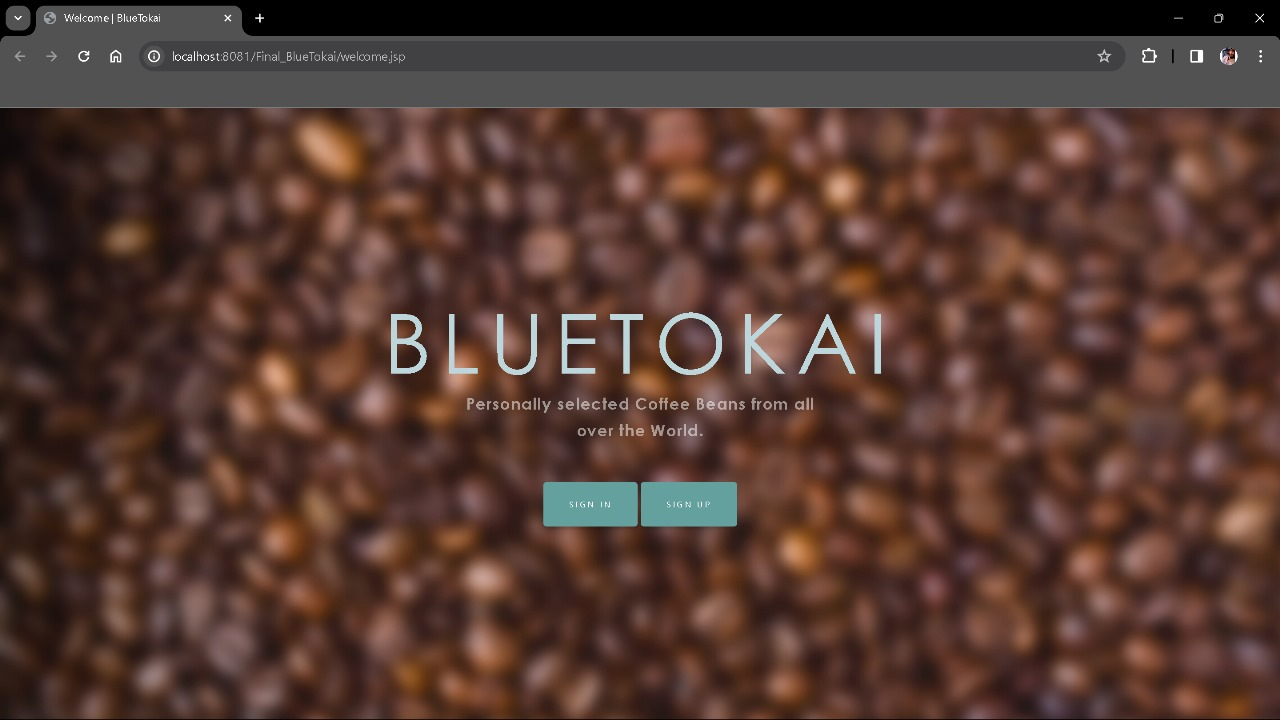 Welcome | BlueTokai
localhost:8081/Final_BlueTokai/welcome.jsp
BLUETOKAI
Personally selected Coffee Beans from all
over the World.
SIGN IN SIGN UP